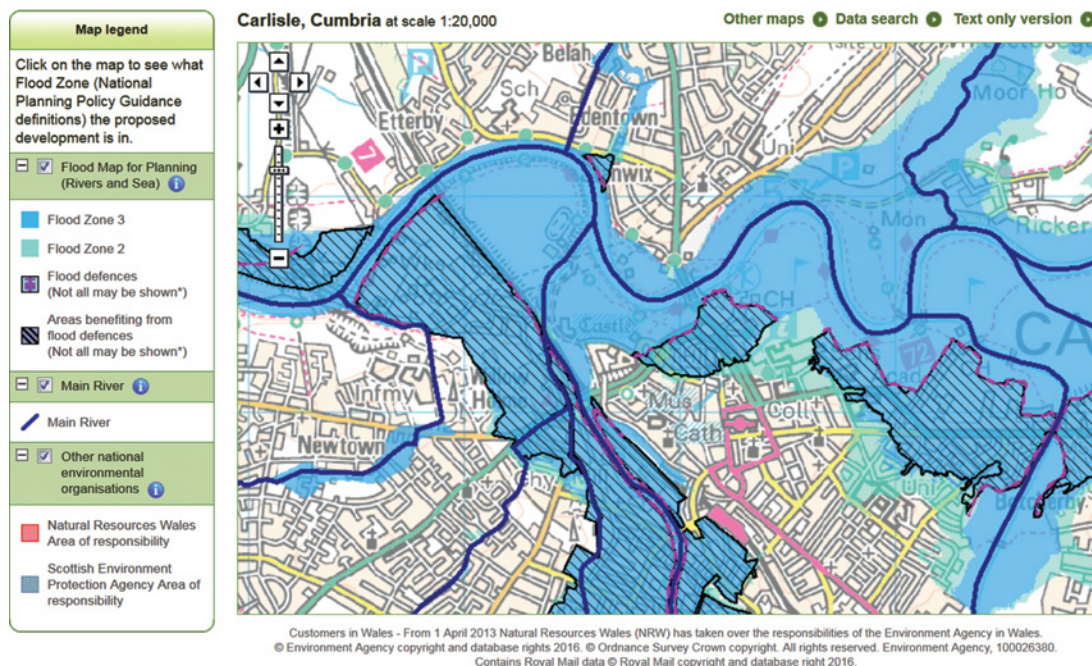 Map legend
Click on the map to see what
Flood Zone (National
Planning Policy Guidance
definitions) the proposed
development is in.
Flood Map for Planning
(Rivers and Sea)
Flood Zone 3
Flood Zone 2
Flood defences
(Not all may be shown*)
Areas benefiting from
flood defences
(Not all may be shown*)
Main River
Main River
Other national
environmental
organisations
Natural Resources Wales
Area of responsibility
Scottish Environment
Protection Agency Area of
responsibility
Carlisle, Cumbria at scale 1:20,000
Other maps Data search Text only version
Belah
Sch
Etterby
Edentown
Uni
Moor Ho
7
P
nwix
P
Mon
Ricker
RCH
Castle
CA
72
Infmy
Newtown
Mus
Cath
Coll
hy
Uni
Botcherby
Customers in Wales - From 1 April 2013 Natural Resources Wales (NRW) has taken over the responsibilities of the Environment Agency in Wales.
© Environment Agency copyright and database rights 2016. © Ordnance Survey Crown copyright. All rights reserved. Environment Agency, 100026380.
Contains Royal Mail data © Royal Mail copyright and database right 2016.